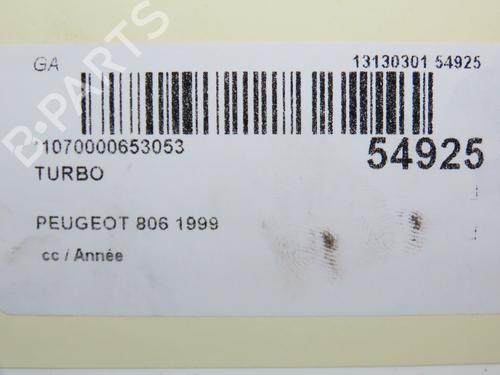 GA 13130301 54925
*1070000653053 54925
TURBO
PEUGEOT 806 1999
cc / Année
B-PARTS